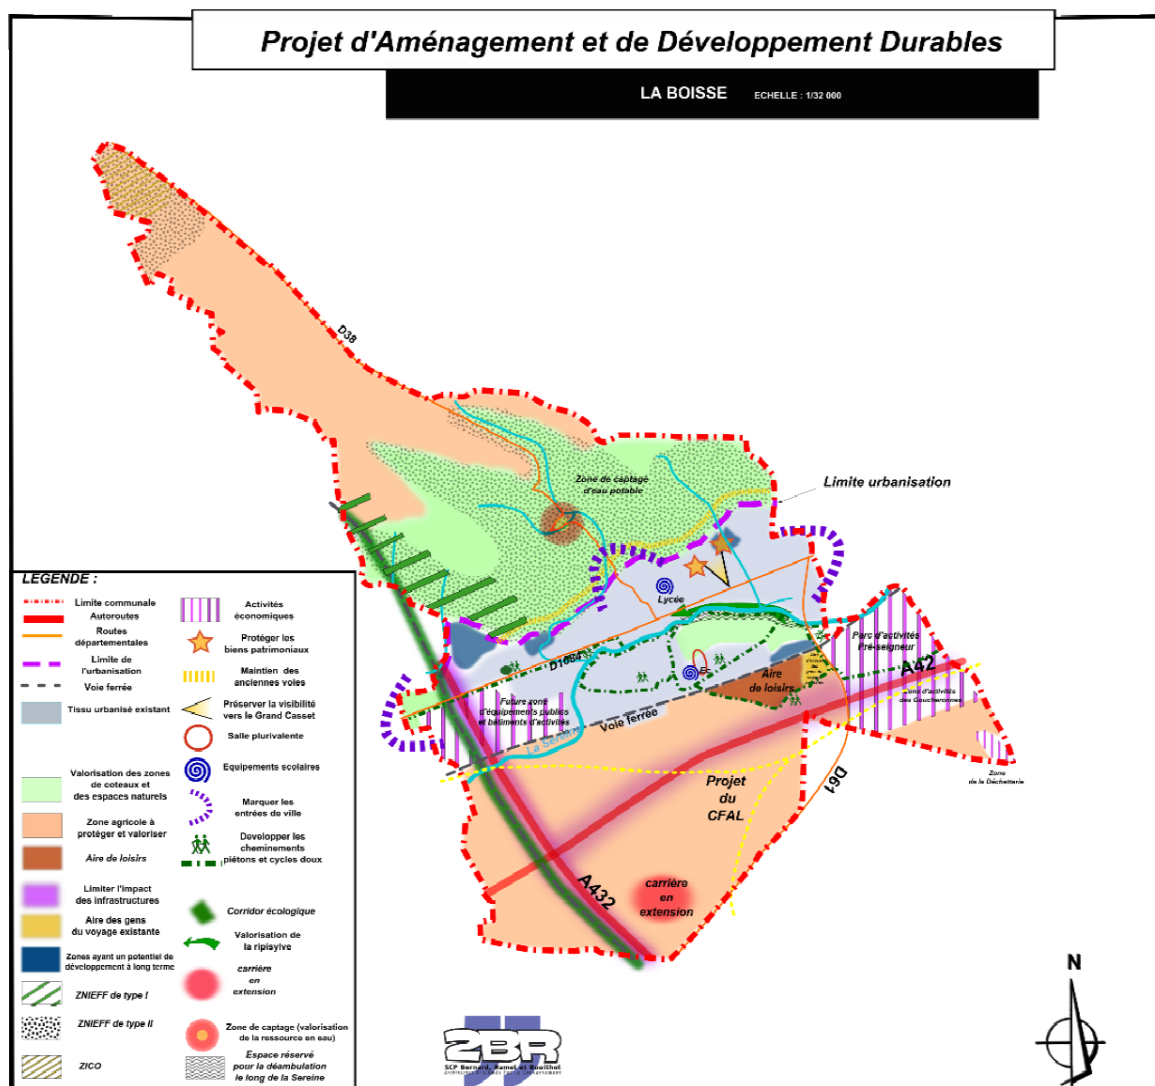 Projet d'Aménagement et de Développement Durables
LA BOISSE ECHELLE : 1/32 000
D38
Zone de captage
d'eau potable
Limite urbanisation
Lycée
D1084
Parc d'activités
Pré-seigneur
A42
Aire
de loisirs
Zone d'activités
des Goucheronnes
Future zone
d'équipements publics
et bâtiments d'activités
La Sereine
Voie ferrée
Zone
de la Déchetterie
D61
Projet
du
CFAL
A432
carrière
en
extension
LEGENDE :
Limite communale
Autoroutes
Routes
départementales
Limite de
l'urbanisation
Voie ferrée
Tissu urbanisé existant
Valorisation des zones
de coteaux et
des espaces naturels
Zone agricole à
protéger et valoriser
Aire de loisirs
Limiter l'impact
des infrastructures
Aire des gens
du voyage existante
Zones ayant un potentiel de
développement à long terme
ZNIEFF de type I
ZNIEFF de type II
ZICO
Activités
économiques
Protéger les
biens patrimoniaux
Maintien des
anciennes voies
Préserver la visibilité
vers le Grand Casset
Salle plurivalente
Equipements scolaires
Marquer les
entrées de ville
Developper les
cheminements
piétons et cycles doux
Corridor écologique
Valorisation de
la ripisylve
carrière
en
extension
Zone de captage (valorisation
de la ressource en eau)
Espace réservé
pour la déambulation
le long de la Sereine
ZBR
SCP Bernard, Ramel et Bouilhol
N